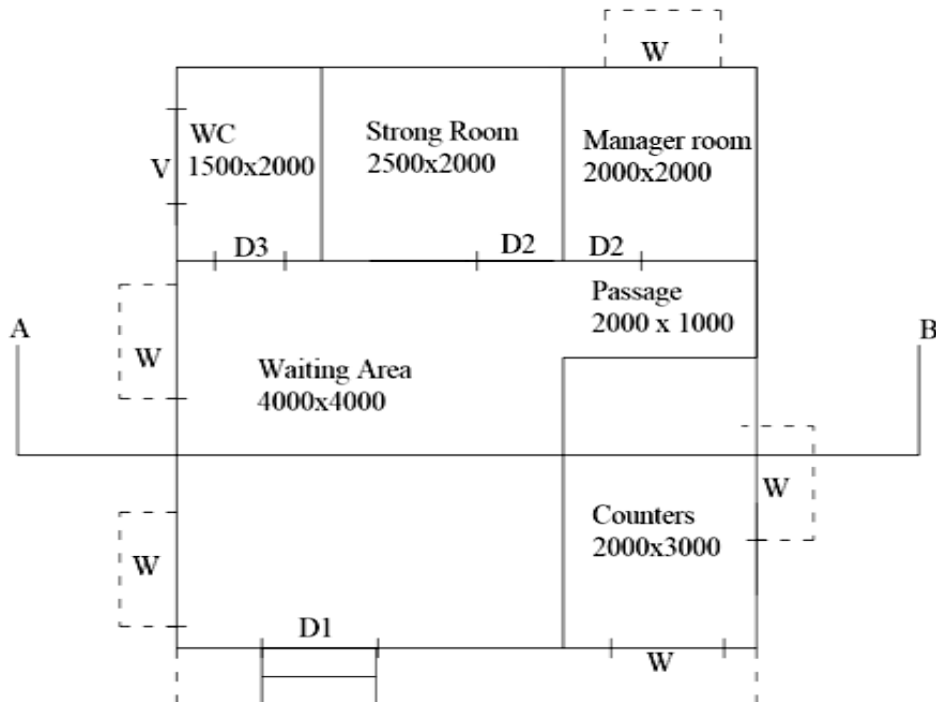 W
WC
1500x2000
Strong Room
2500x2000
Manager room
2000x2000
V
D3
D2
D2
Passage
2000 x 1000
A
B
W
Waiting Area
4000x4000
W
Counters
2000x3000
W
D1
W